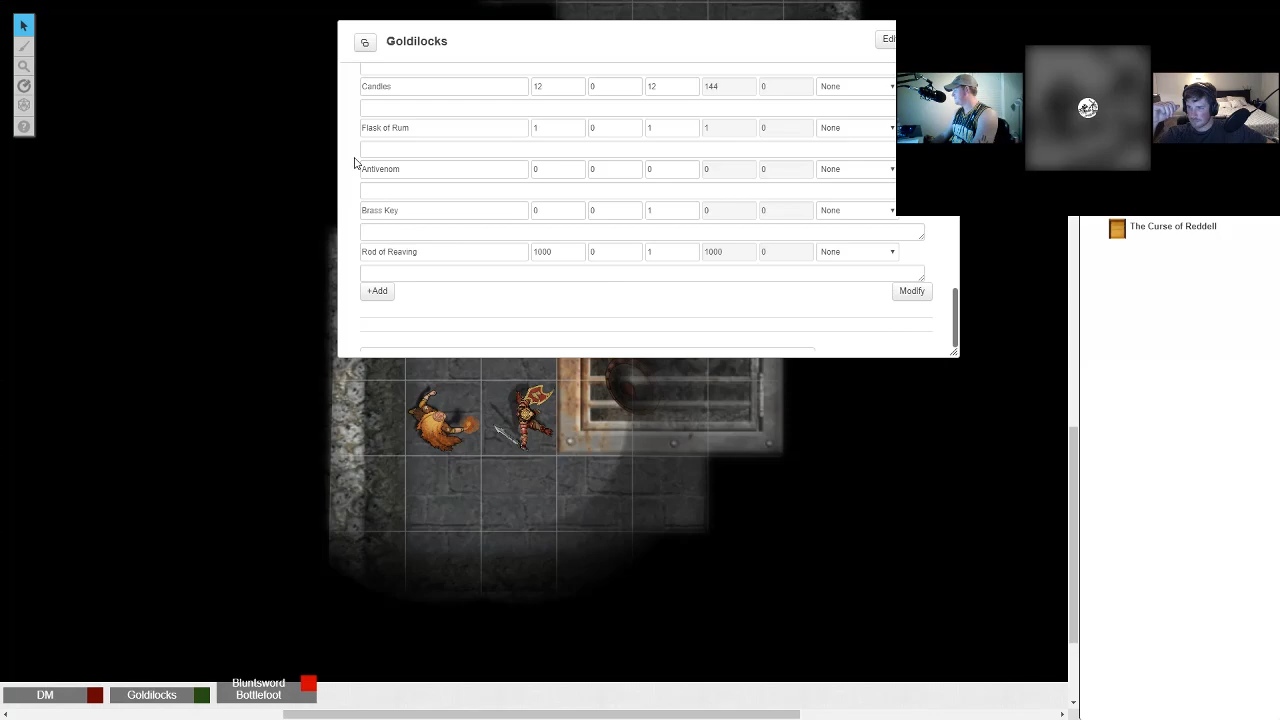 Goldilocks
Edi
Candles 12 0 12 144 0 None
Flask of Rum 1 0 1 1 0 None
Antivenom 0 0 0 0 0 None
Brass Key 0 0 1 0 0 None
Rod of Reaving 1000 0 1 1000 0 None
+Add Modify
The Curse of Reddell
DM Goldilocks Bluntsword
Bottlefoot